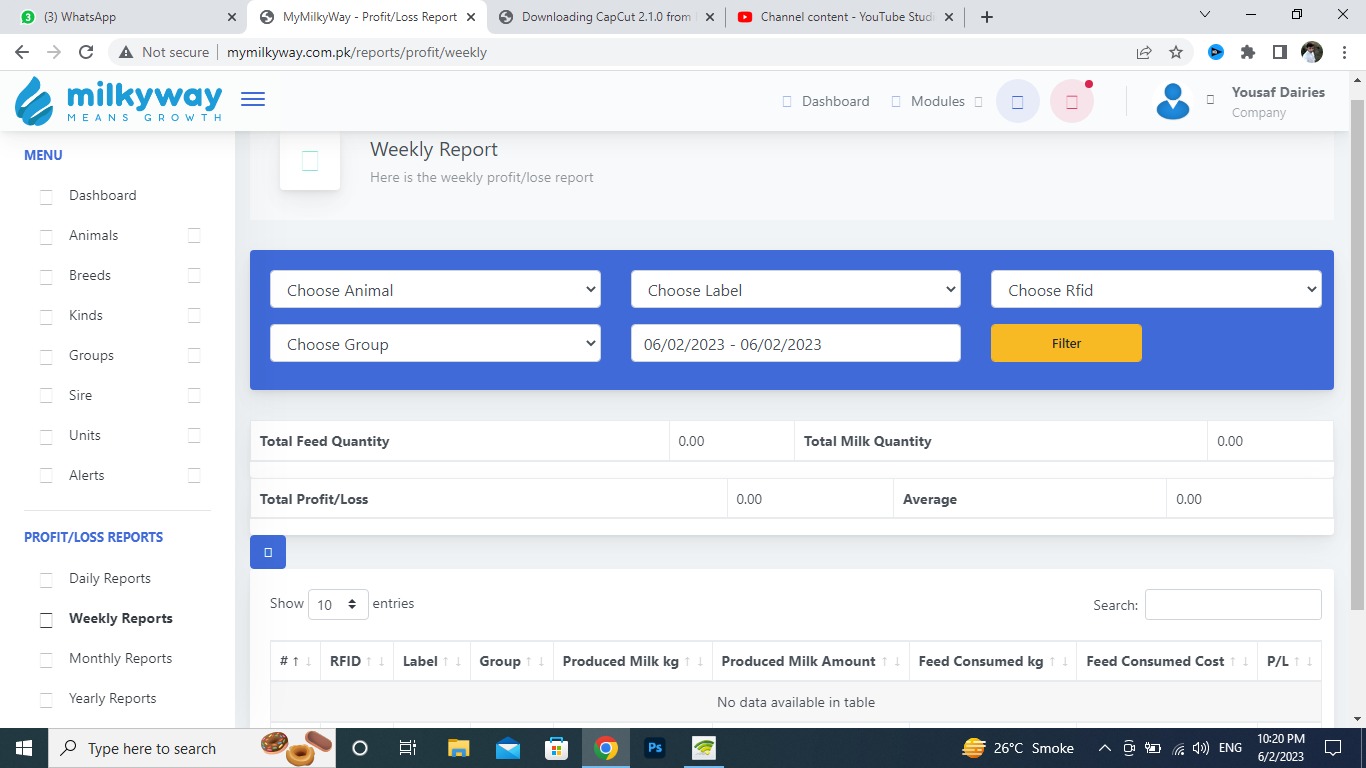 (3) WhatsApp
MyMilkyWay - Profit/Loss Report
Downloading CapCut 2.1.0 from
Channel content - YouTube Studi
Not secure
mymilkyway.com.pk/reports/profit/weekly
milkyway
MEANS GROWTH
Dashboard
Modules
Yousaf Dairies
Company
MENU
Dashboard
Animals
Breeds
Kinds
Groups
Sire
Units
Alerts
PROFIT/LOSS REPORTS
Daily Reports
Weekly Reports
Monthly Reports
Yearly Reports
Weekly Report
Here is the weekly profit/lose report
Choose Animal
Choose Label
Choose Rfid
Choose Group
06/02/2023 - 06/02/2023
Filter
Total Feed Quantity 0.00 Total Milk Quantity 0.00
Total Profit/Loss 0.00 Average 0.00
Show 10 entries
Search:
# RFID Label Group Produced Milk kg Produced Milk Amount Feed Consumed kg Feed Consumed Cost P/L
No data available in table
Type here to search
Ps
26°C Smoke
ENG
10:20 PM
6/2/2023